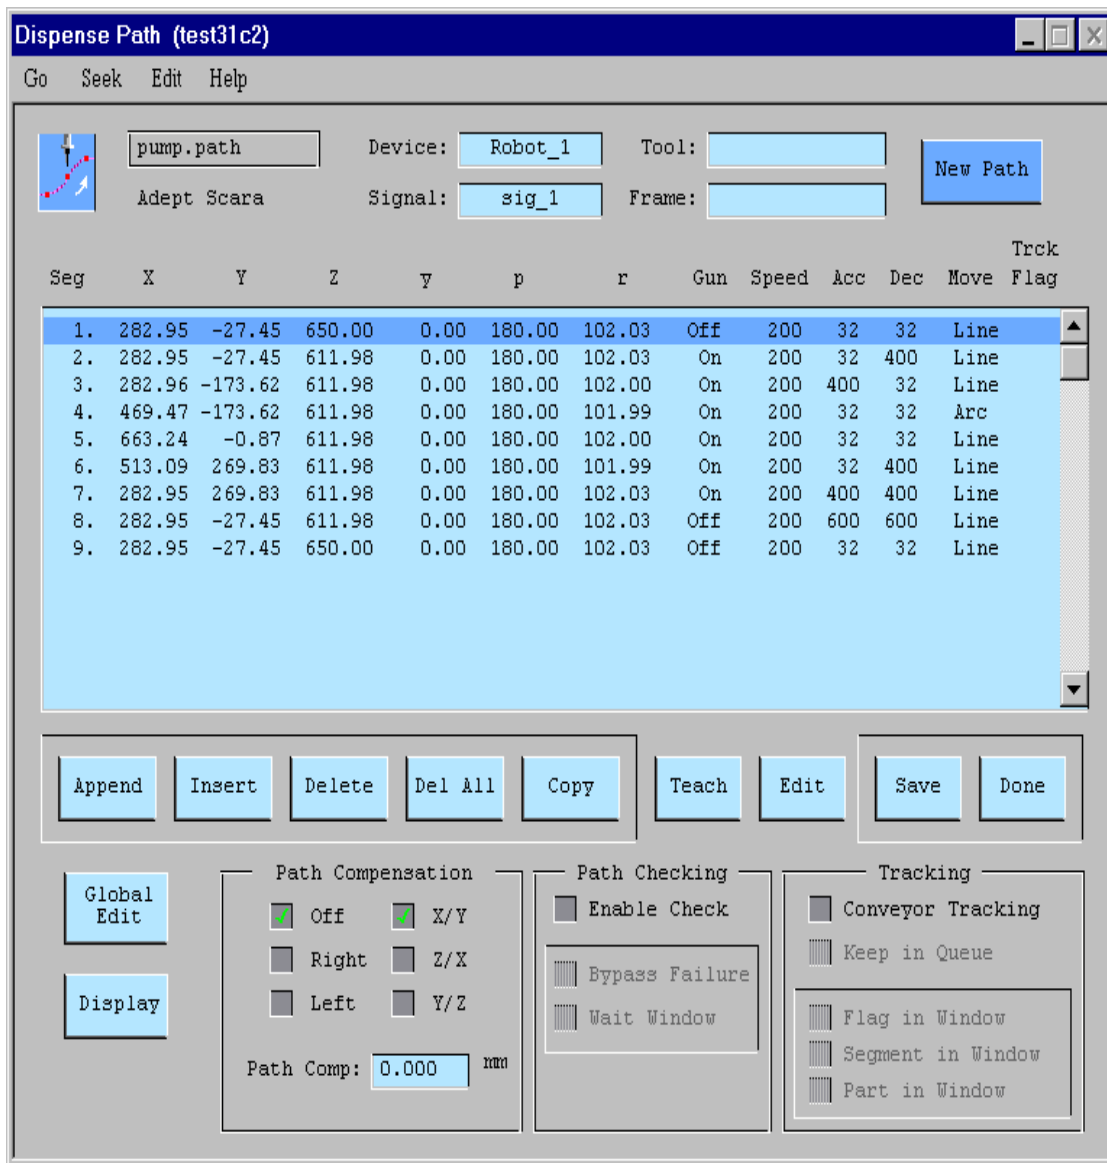 Dispense Path (test31c2)
Go Seek Edit Help
pump.path Device: Robot_1 Tool: New Path
Adept Scara Signal: sig_1 Frame:
Trck
Seg X Y Z y p r Gun Speed Acc Dec Move Flag
1. 282.95 -27.45 650.00 0.00 180.00 102.03 Off 200 32 32 Line
2. 282.95 -27.45 611.98 0.00 180.00 102.03 On 200 32 400 Line
3. 282.96 -173.62 611.98 0.00 180.00 102.00 On 200 400 32 Line
4. 469.47 -173.62 611.98 0.00 180.00 101.99 On 200 32 32 Arc
5. 663.24 -0.87 611.98 0.00 180.00 102.00 On 200 32 32 Line
6. 513.09 269.83 611.98 0.00 180.00 101.99 On 200 32 400 Line
7. 282.95 269.83 611.98 0.00 180.00 102.03 On 200 400 400 Line
8. 282.95 -27.45 611.98 0.00 180.00 102.03 Off 200 600 600 Line
9. 282.95 -27.45 650.00 0.00 180.00 102.03 Off 200 32 32 Line
Append Insert Delete Del All Copy Teach Edit Save Done
Global
Edit
Display
Path Compensation
Off X/Y
Right Z/X
Left Y/Z
Path Comp: 0.000 mm
Path Checking
Enable Check
Bypass Failure
Wait Window
Tracking
Conveyor Tracking
Keep in Queue
Flag in Window
Segment in Window
Part in Window